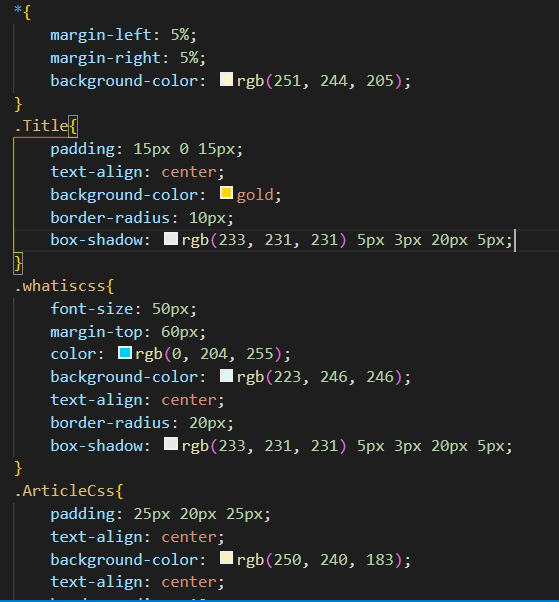 *{
margin-left: 5%;
margin-right: 5%;
background-color: rgb(251, 244, 205);
}
.Title{
padding: 15px 0 15px;
text-align: center;
background-color: gold;
border-radius: 10px;
box-shadow: rgb(233, 231, 231) 5px 3px 20px 5px;
}
.whatiscss{
font-size: 50px;
margin-top: 60px;
color: rgb(0, 204, 255);
background-color: rgb(223, 246, 246);
text-align: center;
border-radius: 20px;
box-shadow: rgb(233, 231, 231) 5px 3px 20px 5px;
}
.ArticleCss{
padding: 25px 20px 25px;
text-align: center;
background-color: rgb(250, 240, 183);
text-align: center;